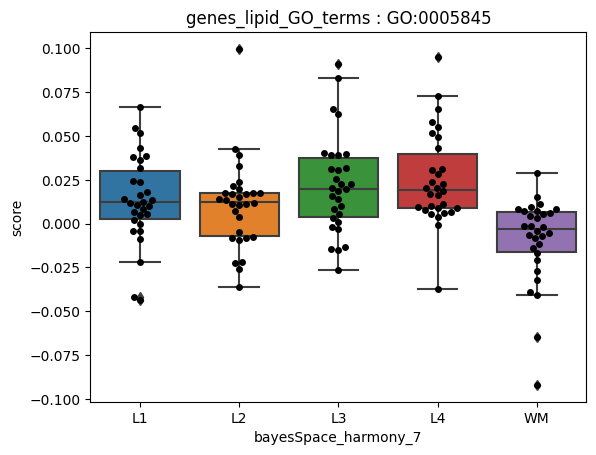 genes_lipid_GO_terms : GO:0005845
0.100
0.075
0.050
0.025
0.000
−0.025
−0.050
−0.075
−0.100
score
L1 L2 L3 L4 WM
bayesSpace_harmony_7